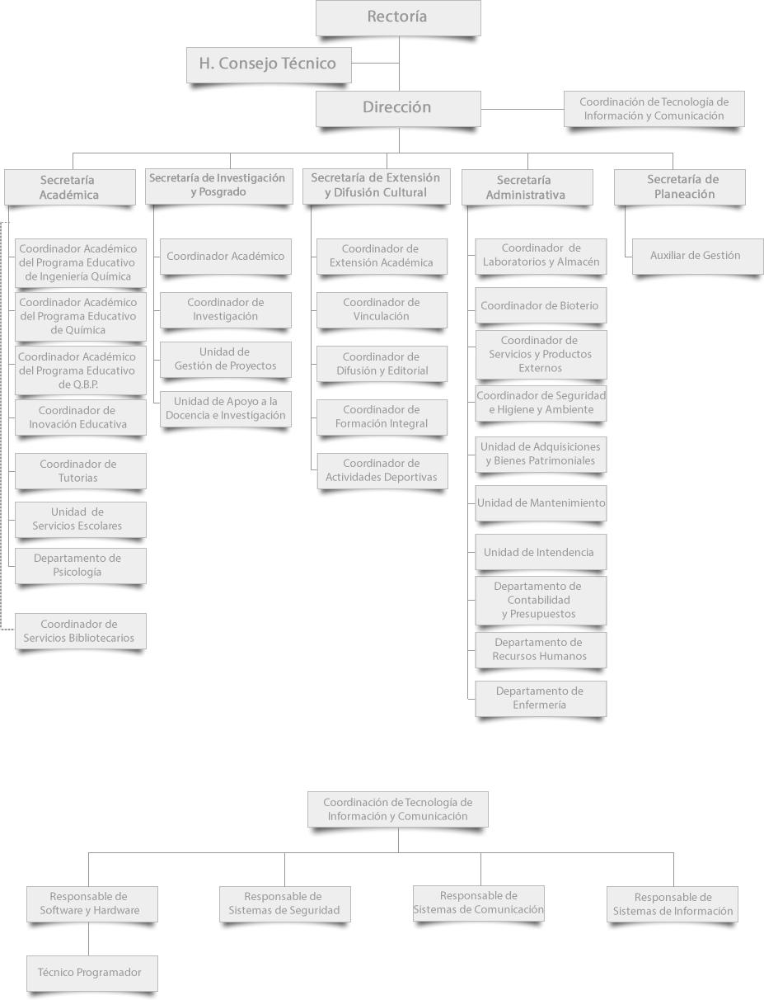 Rectoría
H. Consejo Técnico
Dirección
Coordinación de Tecnología de
Información y Comunicación
Secretaría
Académica
Secretaría de Investigación
y Posgrado
Secretaría de Extensión
y Difusión Cultural
Secretaría
Administrativa
Secretaría de
Planeación
Coordinador Académico
del Programa Educativo
de Ingeniería Química
Coordinador Académico
del Programa Educativo
de Química
Coordinador Académico
del Programa Educativo
de Q.B.P.
Coordinador de
Inovación Educativa
Coordinador de
Tutorias
Unidad de
Servicios Escolares
Departamento de
Psicología
Coordinador de
Servicios Bibliotecarios
Coordinador Académico
Coordinador de
Investigación
Unidad de
Gestión de Proyectos
Unidad de Apoyo a la
Docencia e Investigación
Coordinador de
Extensión Académica
Coordinador de
Vinculación
Coordinador de
Difusión y Editorial
Coordinador de
Formación Integral
Coordinador de
Actividades Deportivas
Coordinador de
Laboratorios y Almacén
Coordinador de Bioterio
Coordinador de
Servicios y Productos
Externos
Coordinador de Seguridad
e Higiene y Ambiente
Unidad de Adquisiciones
y Bienes Patrimoniales
Unidad de Mantenimiento
Unidad de Intendencia
Departamento de
Contabilidad
y Presupuestos
Departamento de
Recursos Humanos
Departamento de
Enfermería
Auxiliar de Gestión
Coordinación de Tecnología de
Información y Comunicación
Responsable de
Software y Hardware
Responsable de
Sistemas de Seguridad
Responsable de
Sistemas de Comunicación
Responsable de
Sistemas de Información
Técnico Programador